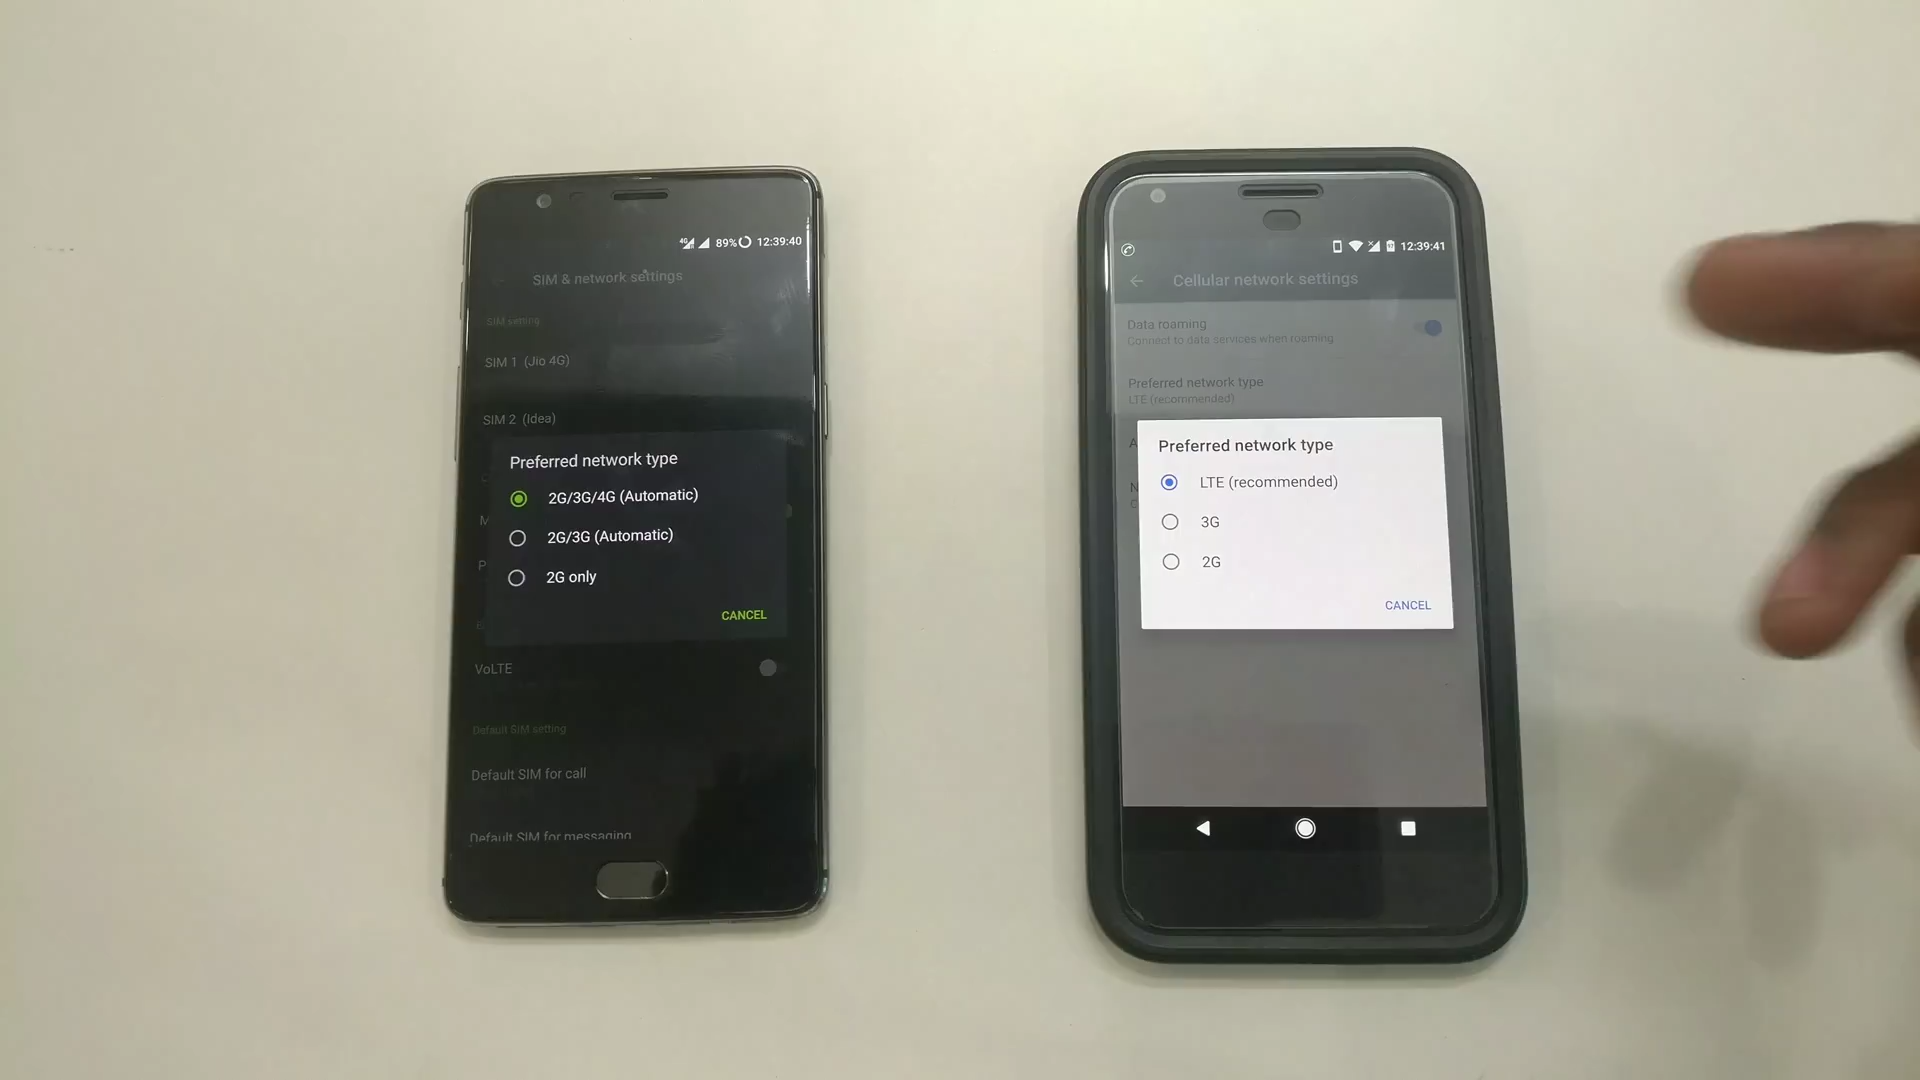 4G 89% 12:39:40
SIM & network settings
SIM setting
SIM 1 (Jio 4G)
SIM 2 (Idea)
Preferred network type
2G/3G/4G (Automatic)
2G/3G (Automatic)
2G only
CANCEL
VoLTE
Default SIM setting
Default SIM for call
Default SIM for messaging
12:39:41
Cellular network settings
Data roaming
Connect to data services when roaming
Preferred network type
LTE (recommended)
A
N
Preferred network type
LTE (recommended)
3G
2G
CANCEL